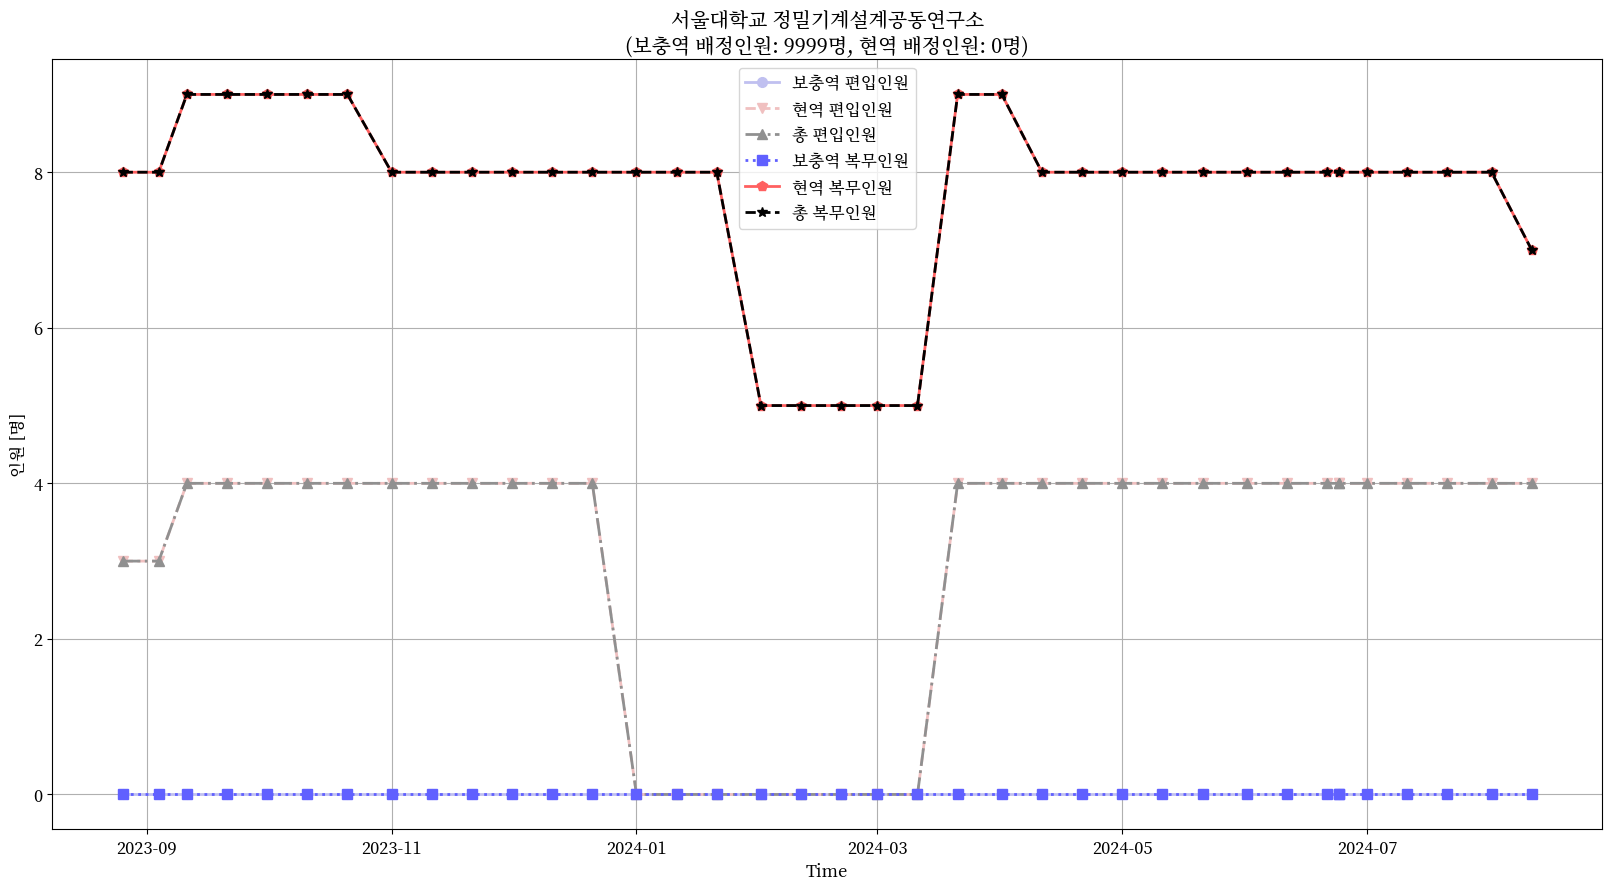 서울대학교 정밀기계설계공동연구소
(보충역 배정인원: 9999명, 현역 배정인원: 0명)
보충역 편입인원
현역 편입인원
총 편입인원
보충역 복무인원
현역 복무인원
총 복무인원
인원 [명]
8
6
4
2
0
2023-09
2023-11
2024-01
2024-03
2024-05
2024-07
Time